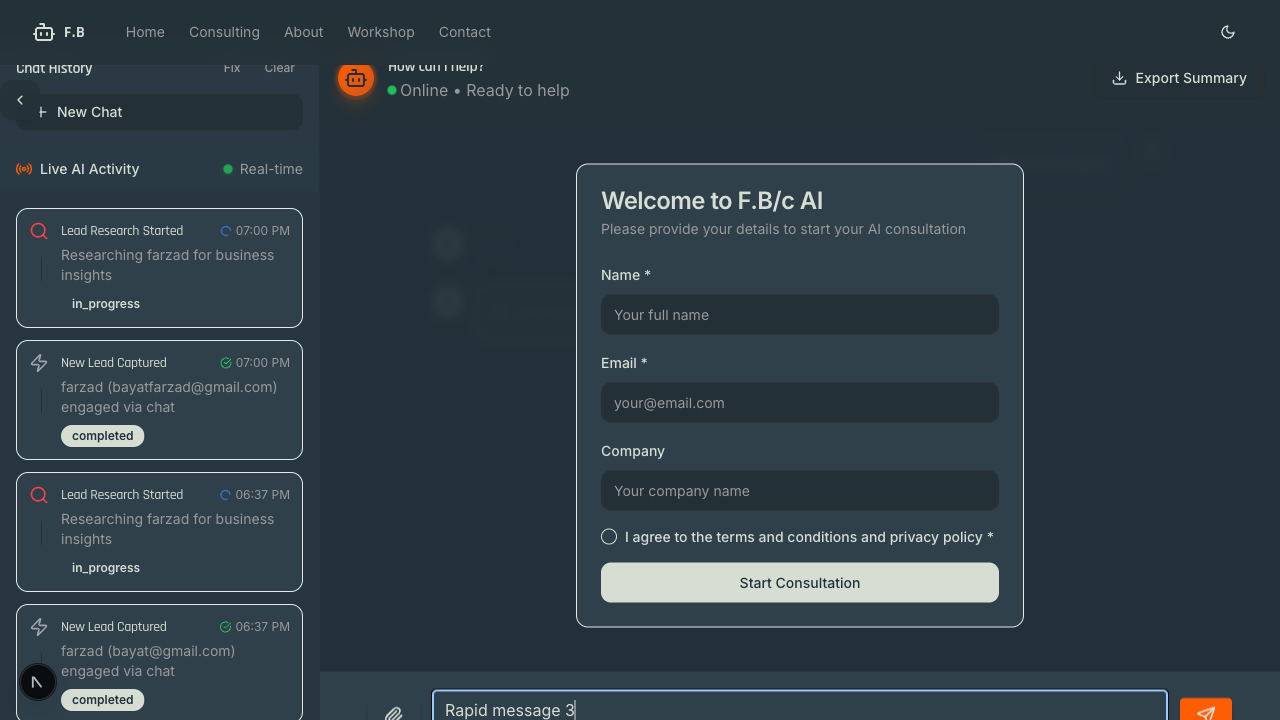 F.B
Home
Consulting
About
Workshop
Contact
Chat History
Fix
Clear
New Chat
Live AI Activity
Real-time
Lead Research Started
07:00 PM
Researching farzad for business
insights
in_progress
New Lead Captured
07:00 PM
farzad (bayatfarzad@gmail.com)
engaged via chat
completed
Lead Research Started
06:37 PM
Researching farzad for business
insights
in_progress
New Lead Captured
06:37 PM
farzad (bayat@gmail.com)
engaged via chat
completed
How can I help?
Online • Ready to help
Export Summary
Welcome to F.B/c AI
Please provide your details to start your AI consultation
Name *
Your full name
Email *
your@email.com
Company
Your company name
I agree to the terms and conditions and privacy policy *
Start Consultation
Rapid message 3